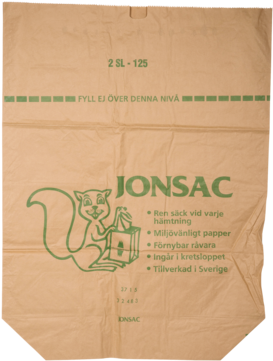 2 SL - 125
FYLL EJ ÖVER DENNA NIVÅ
JONSAC
• Ren säck vid varje
hämtning
• Miljövänligt papper
• Förnybar råvara
• Ingår i kretsloppet
• Tillverkad i Sverige
JONSAC